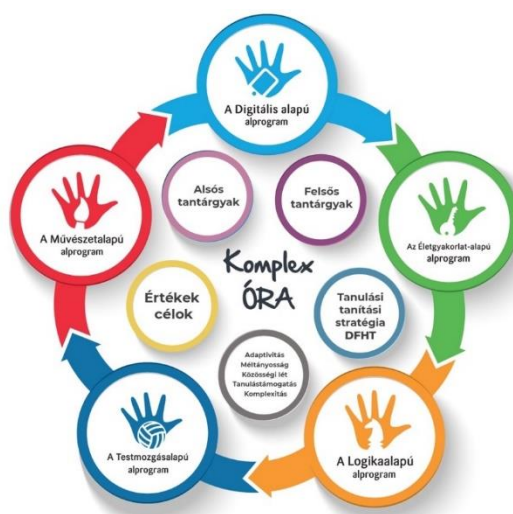 A Digitális alapú
alprogram
Az Életgyakorlat-alapú
alprogram
A Logikaalapú
alprogram
A Testmozgásalapú
alprogram
A Művészetalapú
alprogram
Alsós
tantárgyak
Felsős
tantárgyak
Komplex
ÓRA
Értékek
célok
Tanulási
tanítási
stratégia
DFHT
Adaptivitás
Méltányosság
Közösségi lét
Tanulástámogatás
Komplexitás